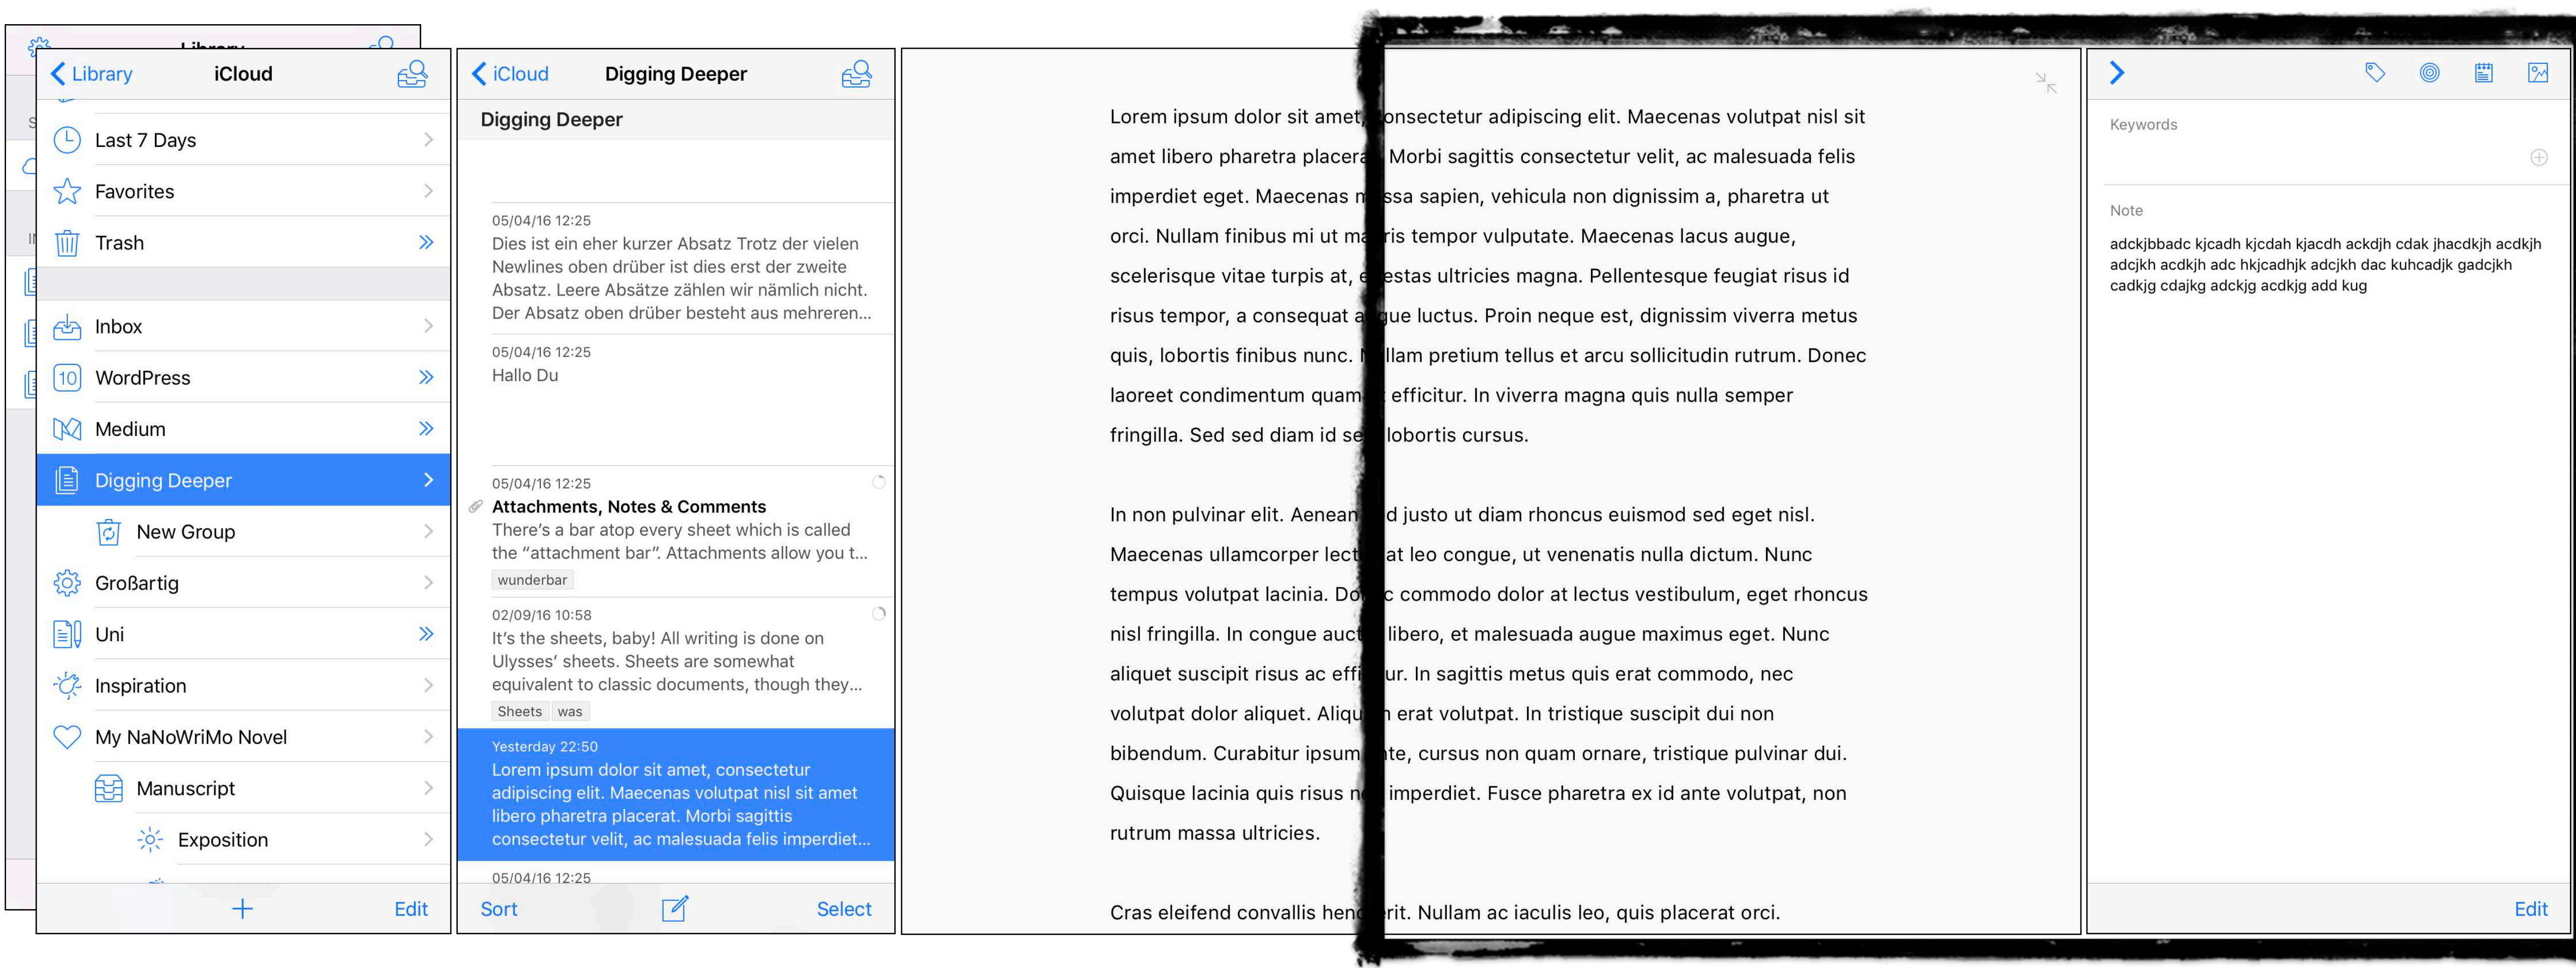 Library
Library
iCloud
Last 7 Days
Favorites
Trash
Inbox
10
WordPress
Medium
Digging Deeper
New Group
Großartig
Uni
Inspiration
My NaNoWriMo Novel
Manuscript
Exposition
Edit
iCloud
Digging Deeper
Digging Deeper
05/04/16 12:25
Dies ist ein eher kurzer Absatz Trotz der vielen
Newlines oben drüber ist dies erst der zweite
Absatz. Leere Absätze zählen wir nämlich nicht.
Der Absatz oben drüber besteht aus mehreren...
05/04/16 12:25
Hallo Du
05/04/16 12:25
Attachments, Notes & Comments
There’s a bar atop every sheet which is called
the “attachment bar”. Attachments allow you t...
wunderbar
02/09/16 10:58
It’s the sheets, baby! All writing is done on
Ulysses’ sheets. Sheets are somewhat
equivalent to classic documents, though they...
Sheets was
Yesterday 22:50
Lorem ipsum dolor sit amet, consectetur
adipiscing elit. Maecenas volutpat nisl sit amet
libero pharetra placerat. Morbi sagittis
consectetur velit, ac malesuada felis imperdiet...
05/04/16 12:25
Sort
Select
Lorem ipsum dolor sit amet, consectetur adipiscing elit. Maecenas volutpat nisl sit
amet libero pharetra placerat. Morbi sagittis consectetur velit, ac malesuada felis
imperdiet eget. Maecenas massa sapien, vehicula non dignissim a, pharetra ut
orci. Nullam finibus mi ut mauris tempor vulputate. Maecenas lacus augue,
scelerisque vitae turpis at, egestas ultricies magna. Pellentesque feugiat risus id
risus tempor, a consequat augue luctus. Proin neque est, dignissim viverra metus
quis, lobortis finibus nunc. Nullam pretium tellus et arcu sollicitudin rutrum. Donec
laoreet condimentum quam efficitur. In viverra magna quis nulla semper
fringilla. Sed sed diam id lobortis cursus.
In non pulvinar elit. Aenean justo ut diam rhoncus euismod sed eget nisl.
Maecenas ullamcorper lectus at leo congue, ut venenatis nulla dictum. Nunc
tempus volutpat lacinia. Donec commodo dolor at lectus vestibulum, eget rhoncus
nisl fringilla. In congue auctor libero, et malesuada augue maximus eget. Nunc
aliquet suscipit risus ac efficitur. In sagittis metus quis erat commodo, nec
volutpat dolor aliquet. Aliquam erat volutpat. In tristique suscipit dui non
bibendum. Curabitur ipsum ante, cursus non quam ornare, tristique pulvinar dui.
Quisque lacinia quis risus imperdiet. Fusce pharetra ex id ante volutpat, non
rutrum massa ultricies.
Cras eleifend convallis hendrerit. Nullam ac iaculis leo, quis placerat orci.
Keywords
Note
adckjbbadc kjcadh kjcdah kjacdh ackdjh cdak jhacdkjh acdkjh
adcjkh acdkjh adc hkjcadhjk adcjkh dac kuhcadjk gadcjkh
cadkjg cdajkg adckjg acdkjg add kug
Edit